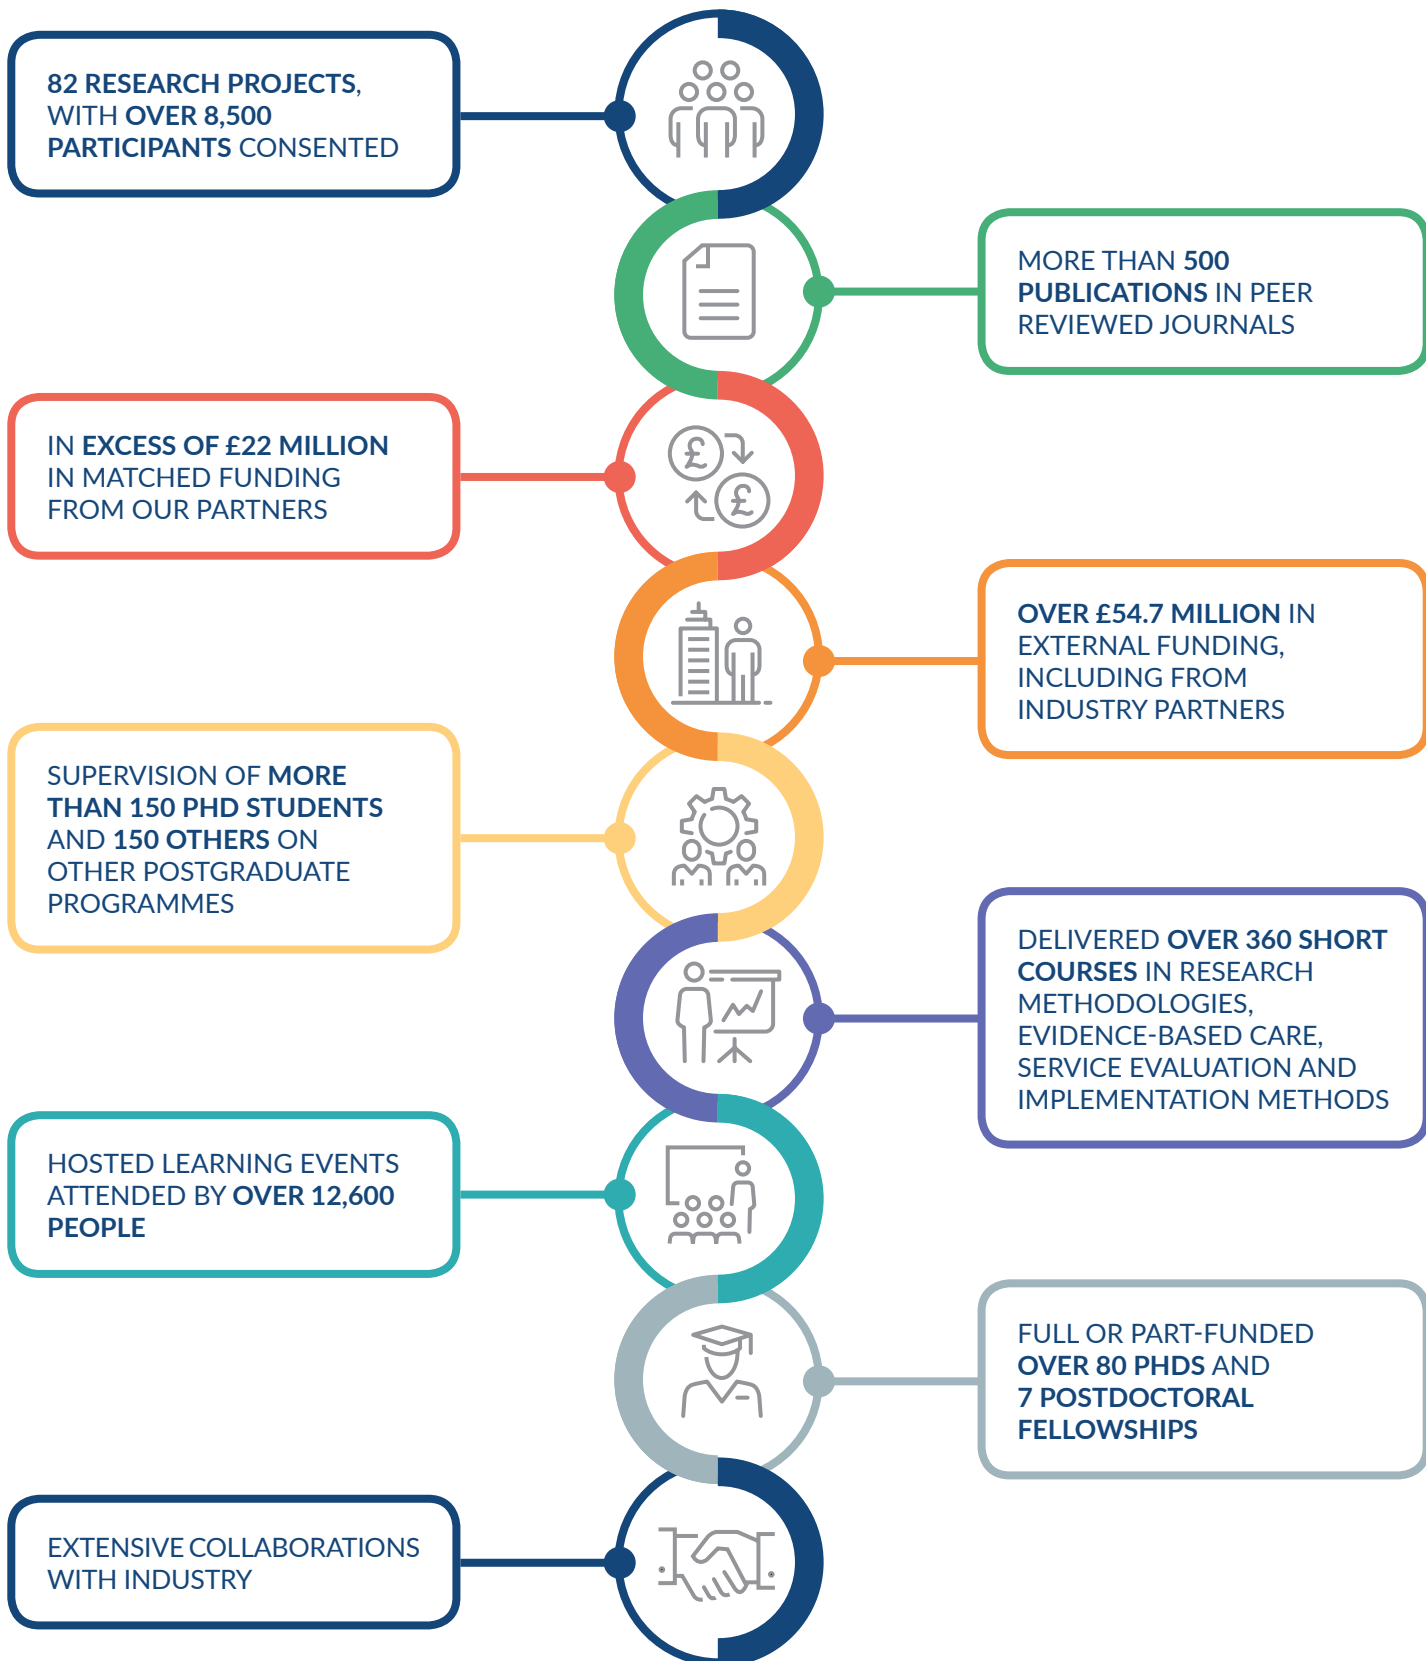 82 RESEARCH PROJECTS,
WITH OVER 8,500
PARTICIPANTS CONSENTED
MORE THAN 500
PUBLICATIONS IN PEER
REVIEWED JOURNALS
IN EXCESS OF £22 MILLION
IN MATCHED FUNDING
FROM OUR PARTNERS
£
£
OVER £54.7 MILLION IN
EXTERNAL FUNDING,
INCLUDING FROM
INDUSTRY PARTNERS
SUPERVISION OF MORE
THAN 150 PHD STUDENTS
AND 150 OTHERS ON
OTHER POSTGRADUATE
PROGRAMMES
DELIVERED OVER 360 SHORT
COURSES IN RESEARCH
METHODOLOGIES,
EVIDENCE-BASED CARE,
SERVICE EVALUATION AND
IMPLEMENTATION METHODS
HOSTED LEARNING EVENTS
ATTENDED BY OVER 12,600
PEOPLE
FULL OR PART-FUNDED
OVER 80 PHDS AND
7 POSTDOCTORAL
FELLOWSHIPS
EXTENSIVE COLLABORATIONS
WITH INDUSTRY